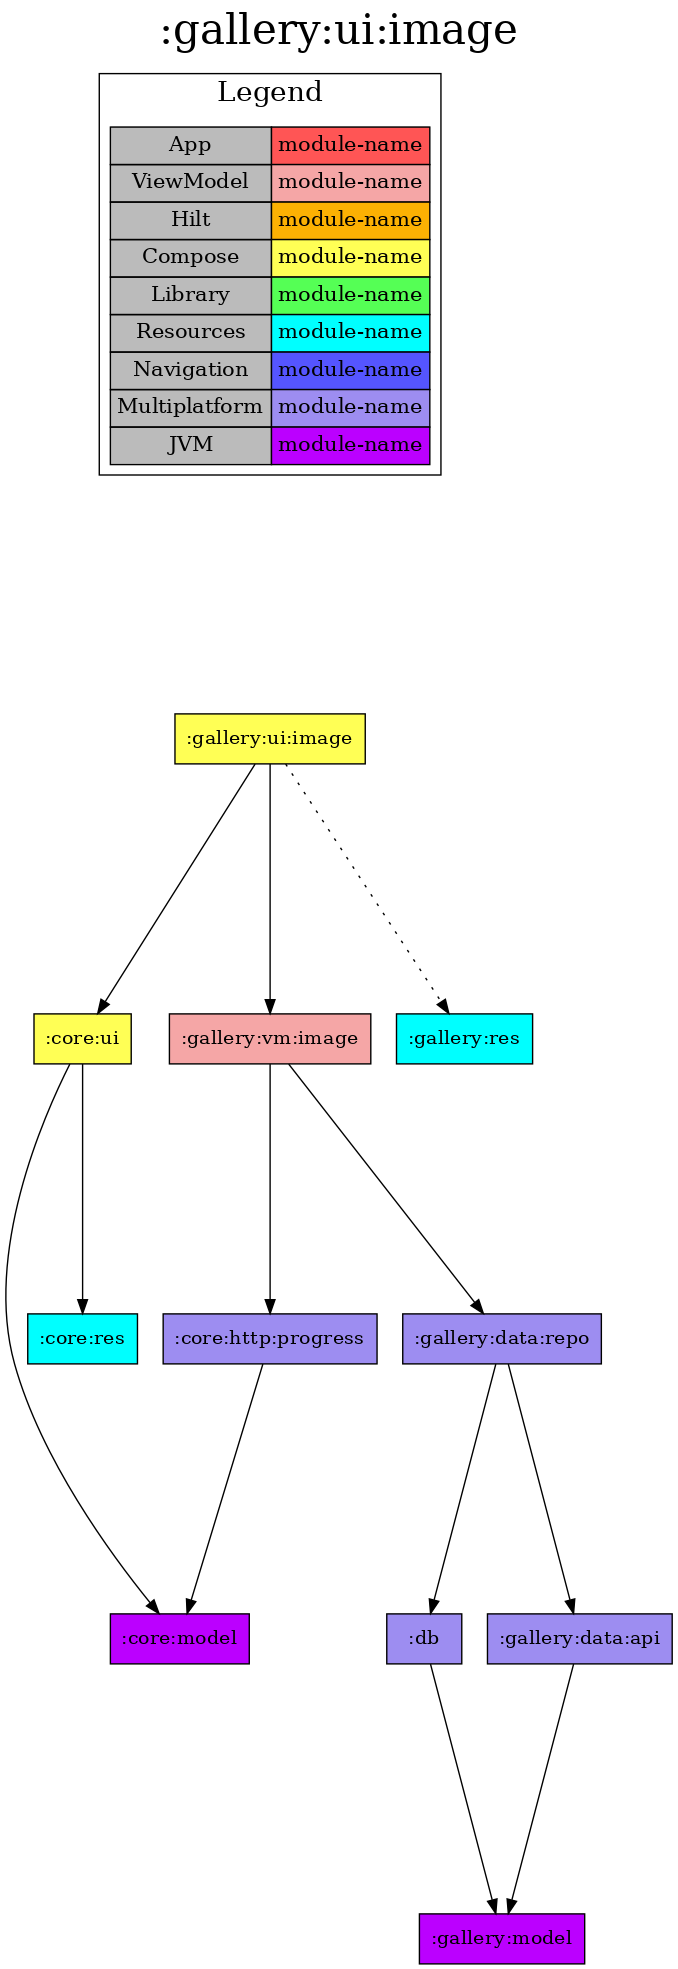 :gallery:ui:image
Legend
App module-name
ViewModel module-name
Hilt module-name
Compose module-name
Library module-name
Resources module-name
Navigation module-name
Multiplatform module-name
JVM module-name
:gallery:ui:image
:core:ui :gallery:vm:image :gallery:res
:core:res :core:http:progress :gallery:data:repo
:core:model :db :gallery:data:api
:gallery:model